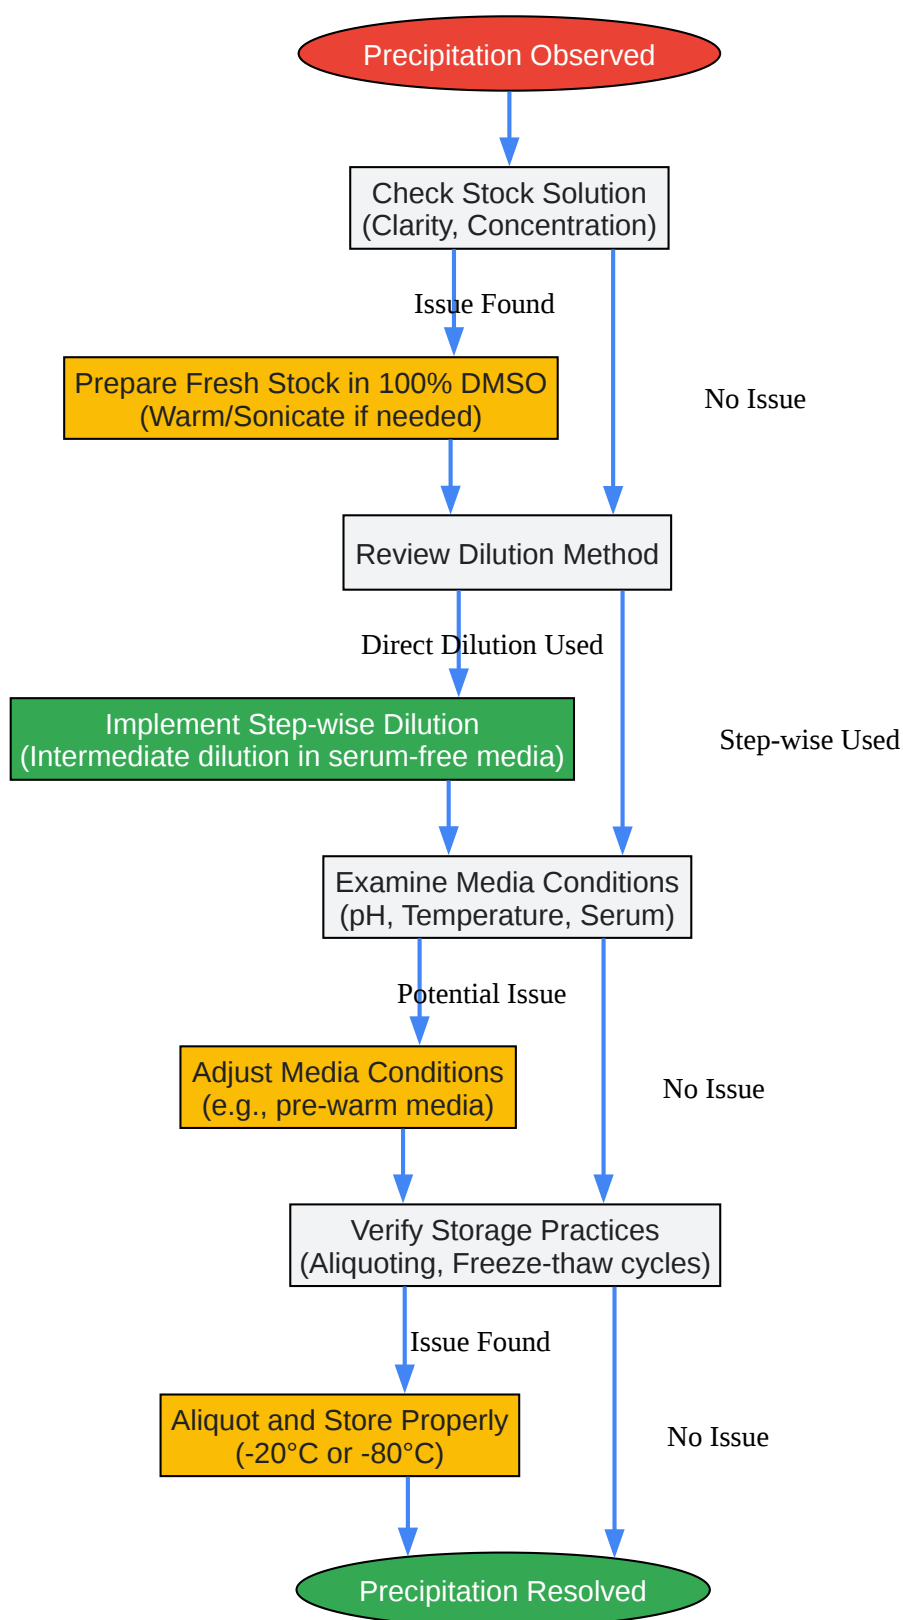 Precipitation Observed
Check Stock Solution
(Clarity, Concentration)
Issue Found
Prepare Fresh Stock in 100% DMSO
(Warm/Sonicate if needed)
No Issue
Review Dilution Method
Direct Dilution Used
Implement Step-wise Dilution
(Intermediate dilution in serum-free media)
Step-wise Used
Examine Media Conditions
(pH, Temperature, Serum)
Potential Issue
Adjust Media Conditions
(e.g., pre-warm media)
No Issue
Verify Storage Practices
(Aliquoting, Freeze-thaw cycles)
Issue Found
Aliquot and Store Properly
(-20°C or -80°C)
No Issue
Precipitation Resolved